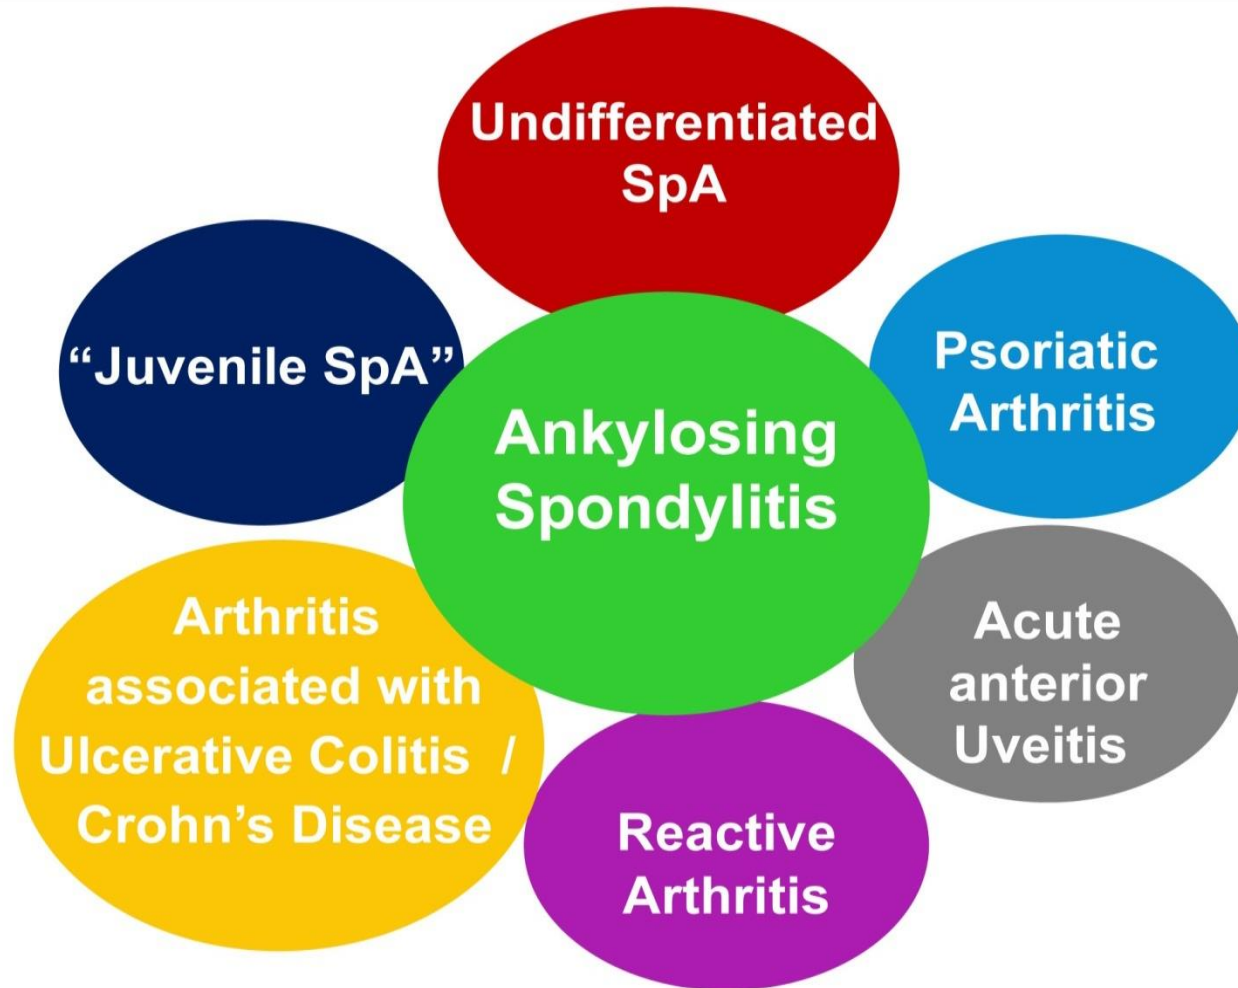 Undifferentiated
SpA
“Juvenile SpA”
Psoriatic
Arthritis
Ankylosing
Spondylitis
Arthritis
associated with
Ulcerative Colitis /
Crohn’s Disease
Acute
anterior
Uveitis
Reactive
Arthritis